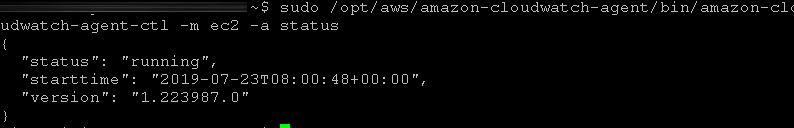 ~$ sudo /opt/aws/amazon-cloudwatch-agent/bin/amazon-clo
udwatch-agent-ctl -m ec2 -a status
{
  "status": "running",
  "starttime": "2019-07-23T08:00:48+00:00",
  "version": "1.223987.0"
}